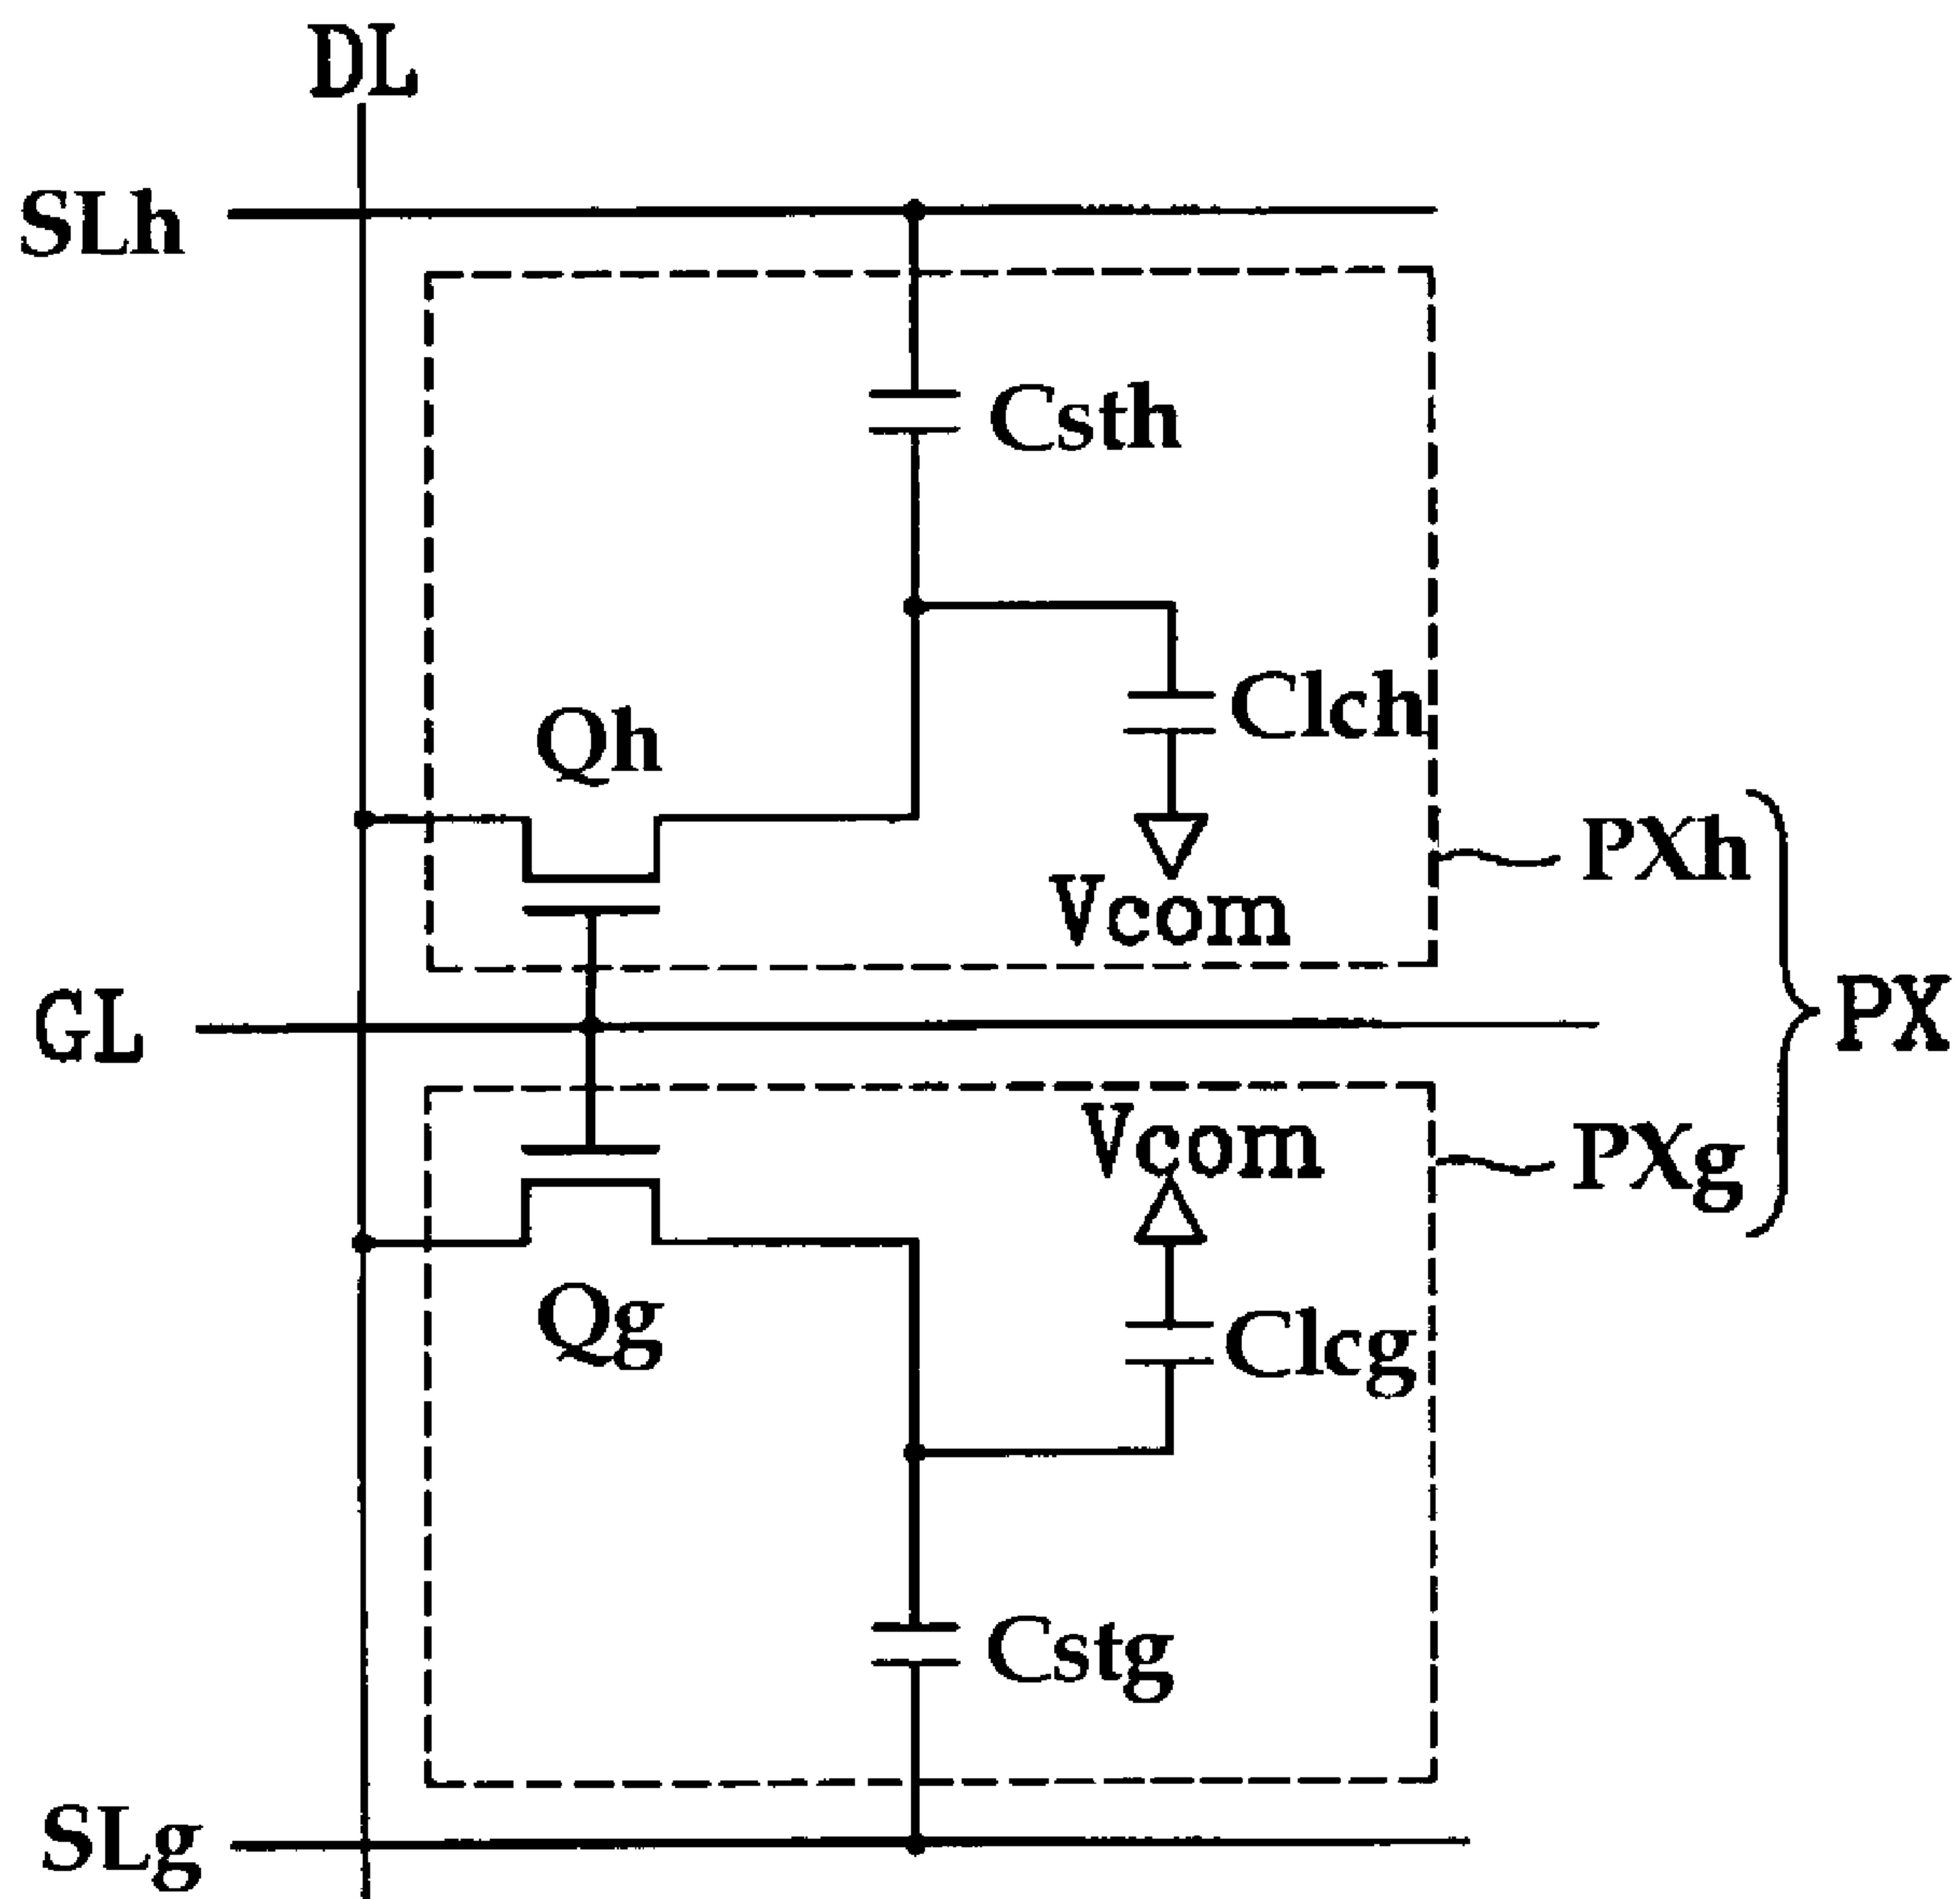 DL
SLh
Csth
Clch
Qh
PXh
Vcom
GL
PX
Vcom
PXg
Qg
Clcg
Cstg
SLg